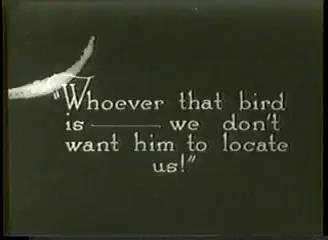 "Whoever that bird
is —— we don't
want him to locate
us!"